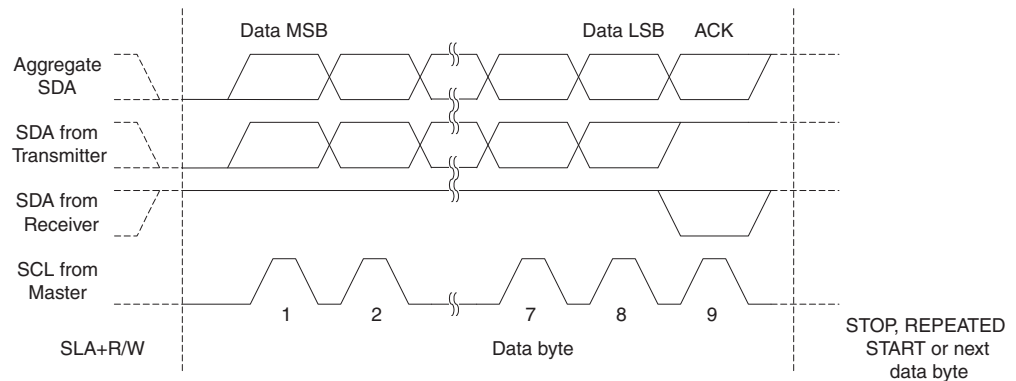 Data MSB
Data LSB
ACK
Aggregate
SDA
SDA from
Transmitter
SDA from
Receiver
SCL from
Master
1
2
7
8
9
SLA+R/W
Data byte
STOP, REPEATED
START or next
data byte